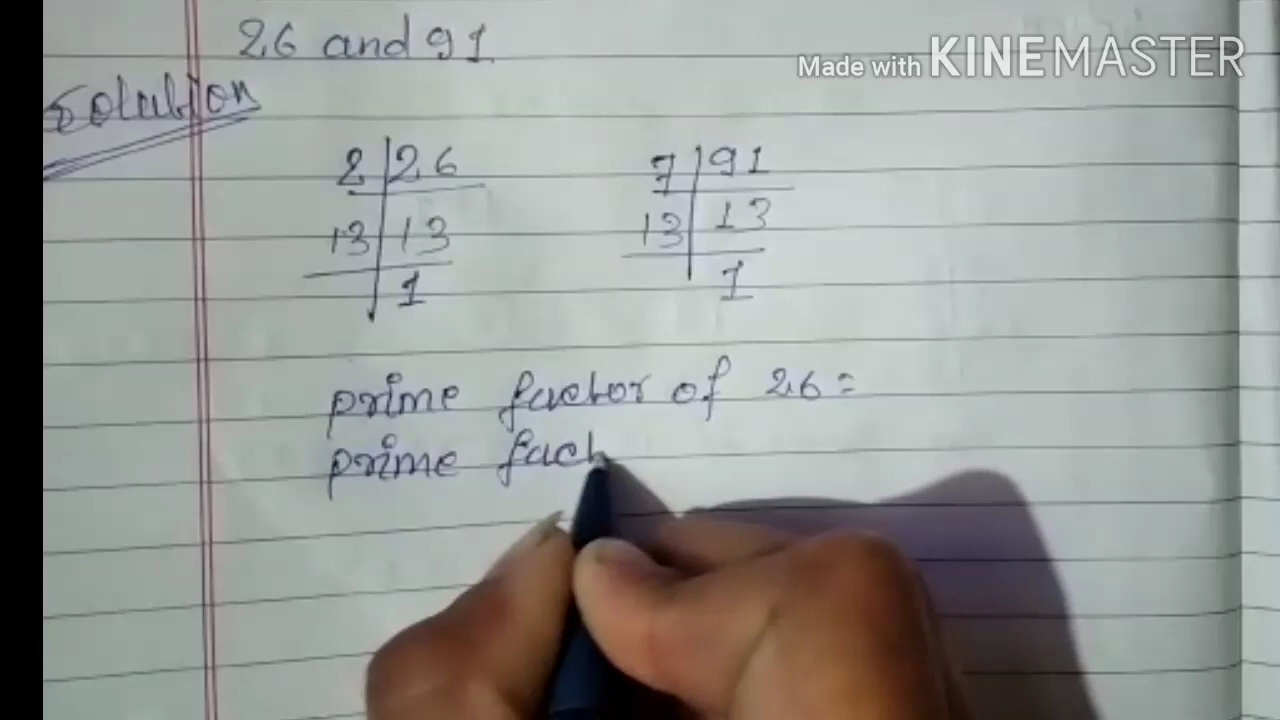 26 and 91
Made with KINEMASTER
Solution
2 | 26
13 | 13
1
7 | 91
13 | 13
1
prime factor of 26 =
prime fact